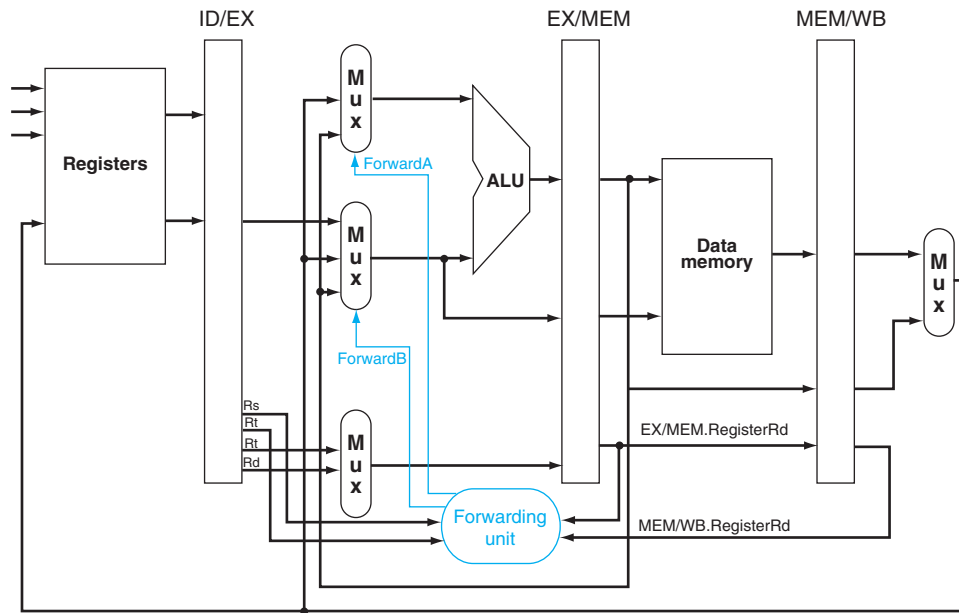 ID/EX
EX/MEM
MEM/WB
M
u
x
Registers
ForwardA
ALU
M
u
x
Data
memory
M
u
x
ForwardB
Rs
Rt
Rt
Rd
M
u
x
EX/MEM.RegisterRd
Forwarding
unit
MEM/WB.RegisterRd